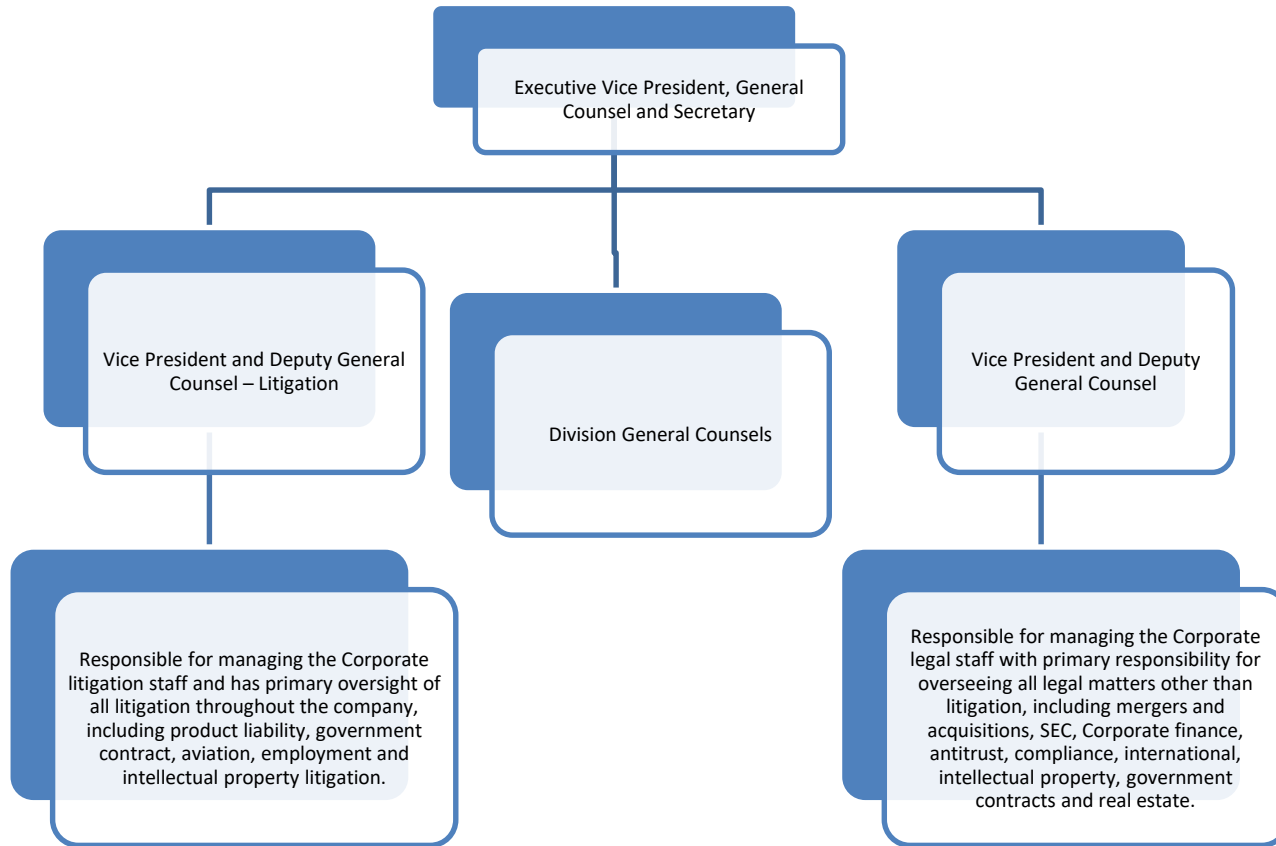 Executive Vice President, General
Counsel and Secretary
Vice President and Deputy General
Counsel – Litigation
Division General Counsels
Vice President and Deputy
General Counsel
Responsible for managing the Corporate
litigation staff and has primary oversight of
all litigation throughout the company,
including product liability, government
contract, aviation, employment and
intellectual property litigation.
Responsible for managing the Corporate
legal staff with primary responsibility for
overseeing all legal matters other than
litigation, including mergers and
acquisitions, SEC, Corporate finance,
antitrust, compliance, international,
intellectual property, government
contracts and real estate.